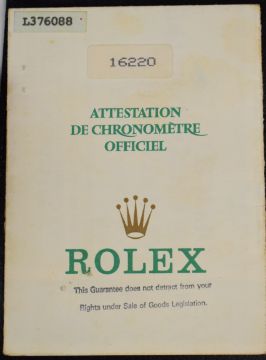 L376088
16220
ATTESTATION
DE CHRONOMÈTRE
OFFICIEL
ROLEX
This Guarantee does not detract from your
Rights under Sale of Goods Legislation.